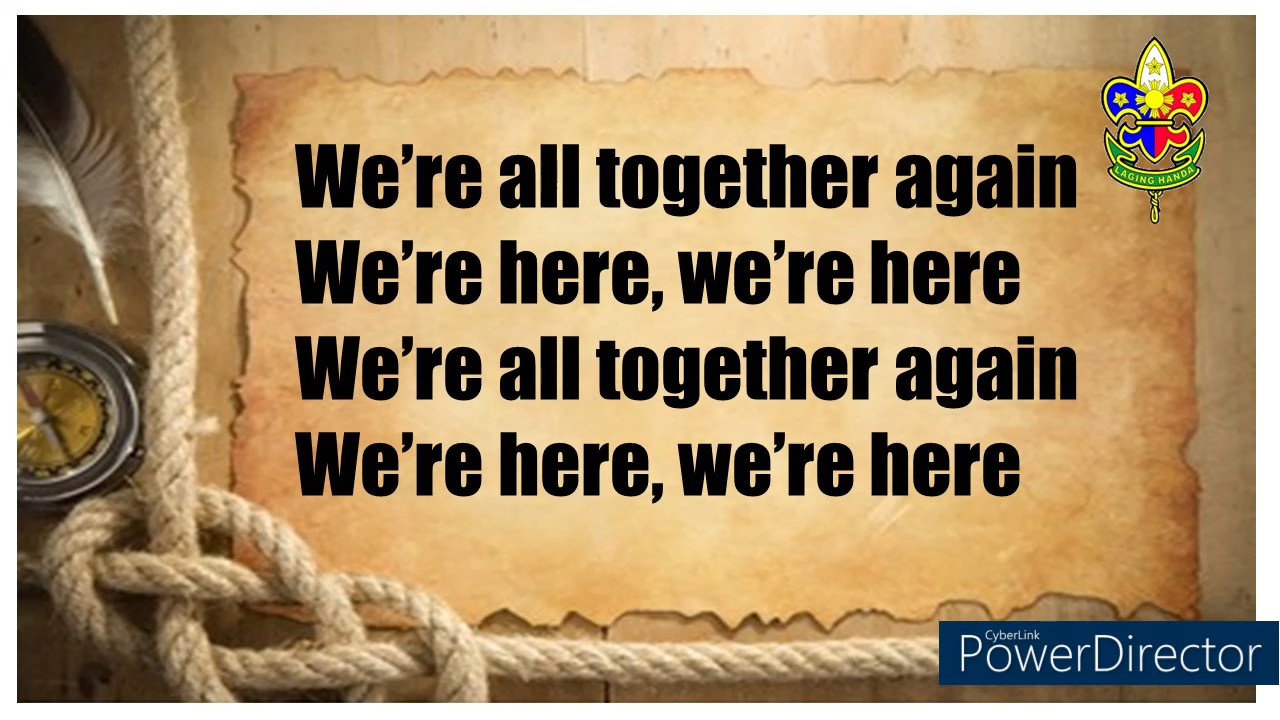 We’re all together again
We’re here, we’re here
We’re all together again
We’re here, we’re here
LAGING HANDA
CyberLink
PowerDirector